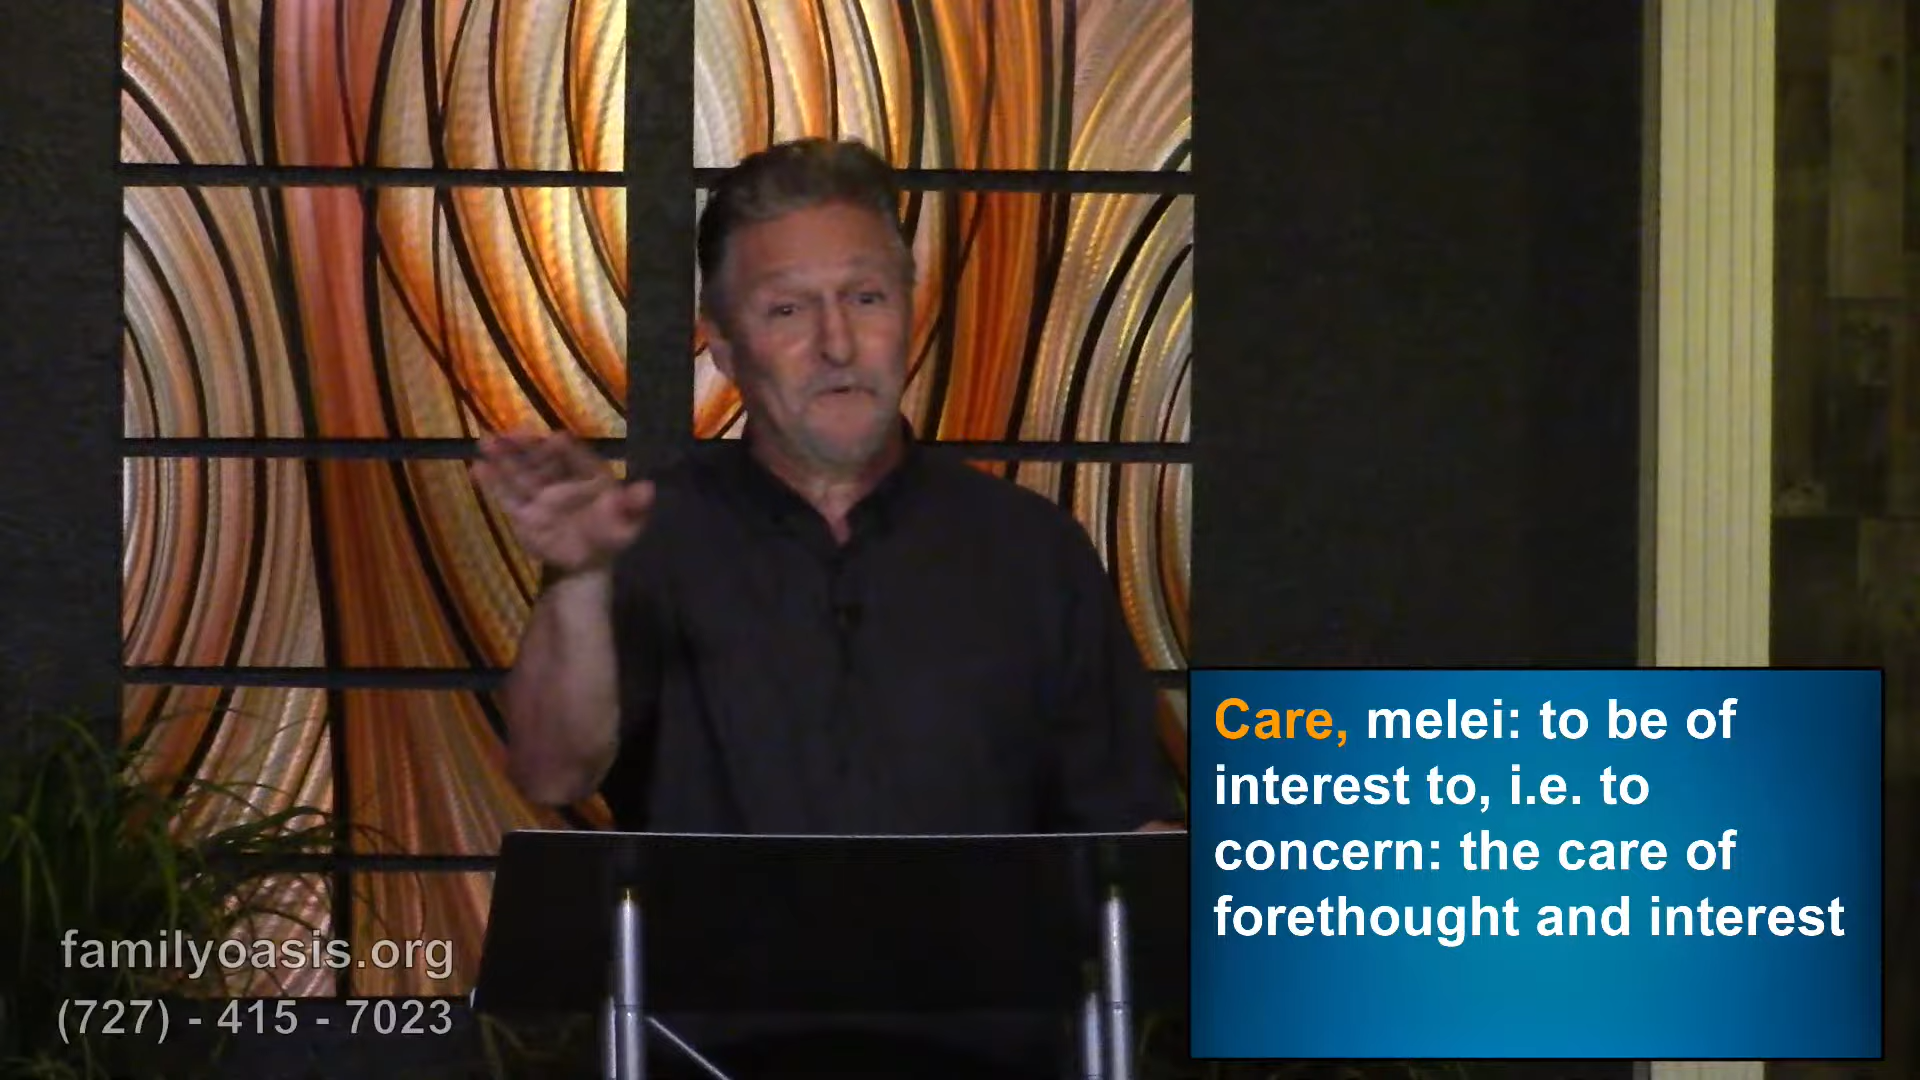 Care, melei: to be of
interest to, i.e. to
concern: the care of
forethought and interest
familyoasis.org
(727) - 415 - 7023